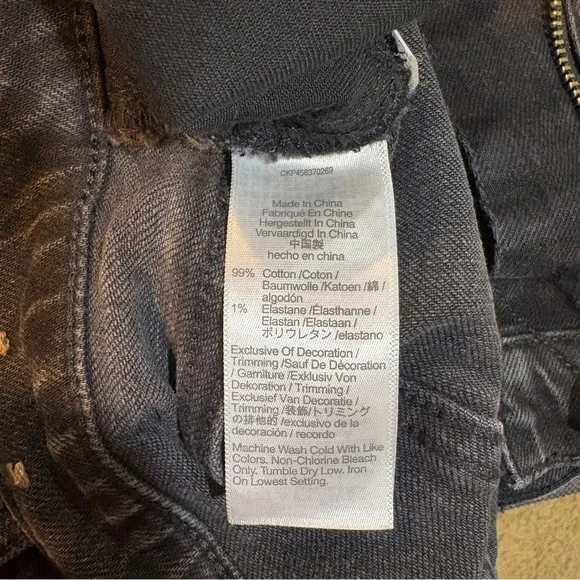 CKP458370269
Made In China
Fabriqué En Chine
Hergestellt In China
Vervaardigd In China
中国製
hecho en china
99% Cotton /Coton /
Baumwolle /Katoen /綿 /
algodón
1% Elastane /Élasthanne /
Elastan /Elastaan /
ポリウレタン /elastano
Exclusive Of Decoration /
Trimming /Sauf De Décoration
/ Garniture /Exklusiv Von
Dekoration / Trimming /
Exclusief Van Decoratie /
Trimming /装飾/トリミング
の排他的 /exclusivo de la
decoración / recordo
Machine Wash Cold With Like
Colors. Non-Chlorine Bleach
Only. Tumble Dry Low. Iron
On Lowest Setting.